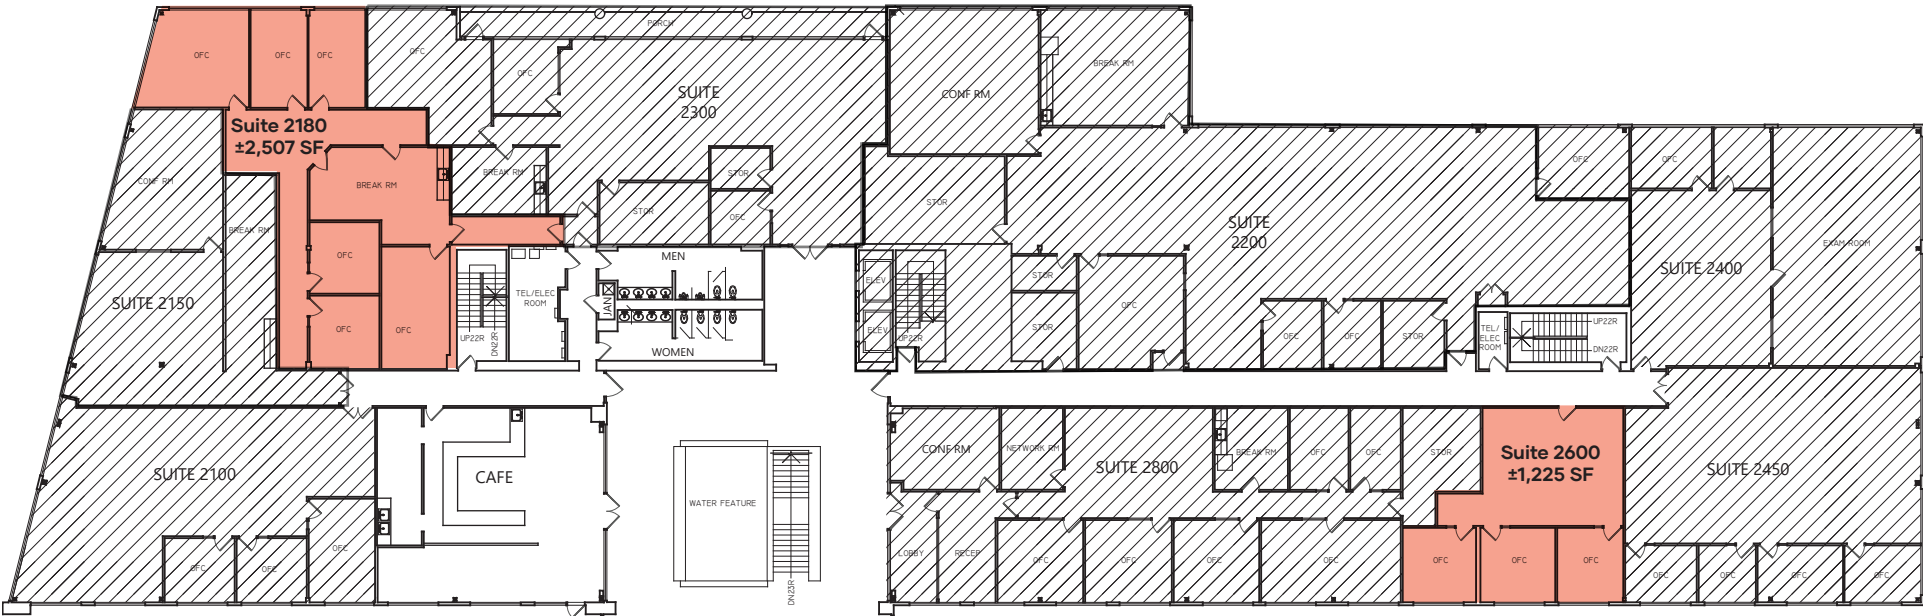 PORCH
OFC
OFC
OFC
OFC
OFC
SUITE
2300
CONF RM
BREAK RM
Suite 2180
±2,507 SF
CONF RM
BREAK RM
BREAK RM
STOR
STOR
OFC
STOR
OFC
OFC
BREAK RM
SUITE
2200
SUITE 2400
EXAM ROOM
OFC
MEN
TEL/ELEC
ROOM
JAN
WOMEN
UP22R
DN22R
ELEV
ELEV
UP22R
STOR
STOR
OFC
SUITE 2150
OFC
OFC
OFC
OFC
STOR
TEL/
ELEC
ROOM
UP22R
DN22R
SUITE 2100
CAFE
WATER FEATURE
DN23R
CONF RM
NETWORK RM
SUITE 2800
BREAK RM
OFC
OFC
STOR
Suite 2600
±1,225 SF
SUITE 2450
OFC
OFC
OFC
LOBBY
RECEP
OFC
OFC
OFC
OFC
OFC
OFC
OFC
OFC
OFC
OFC
OFC